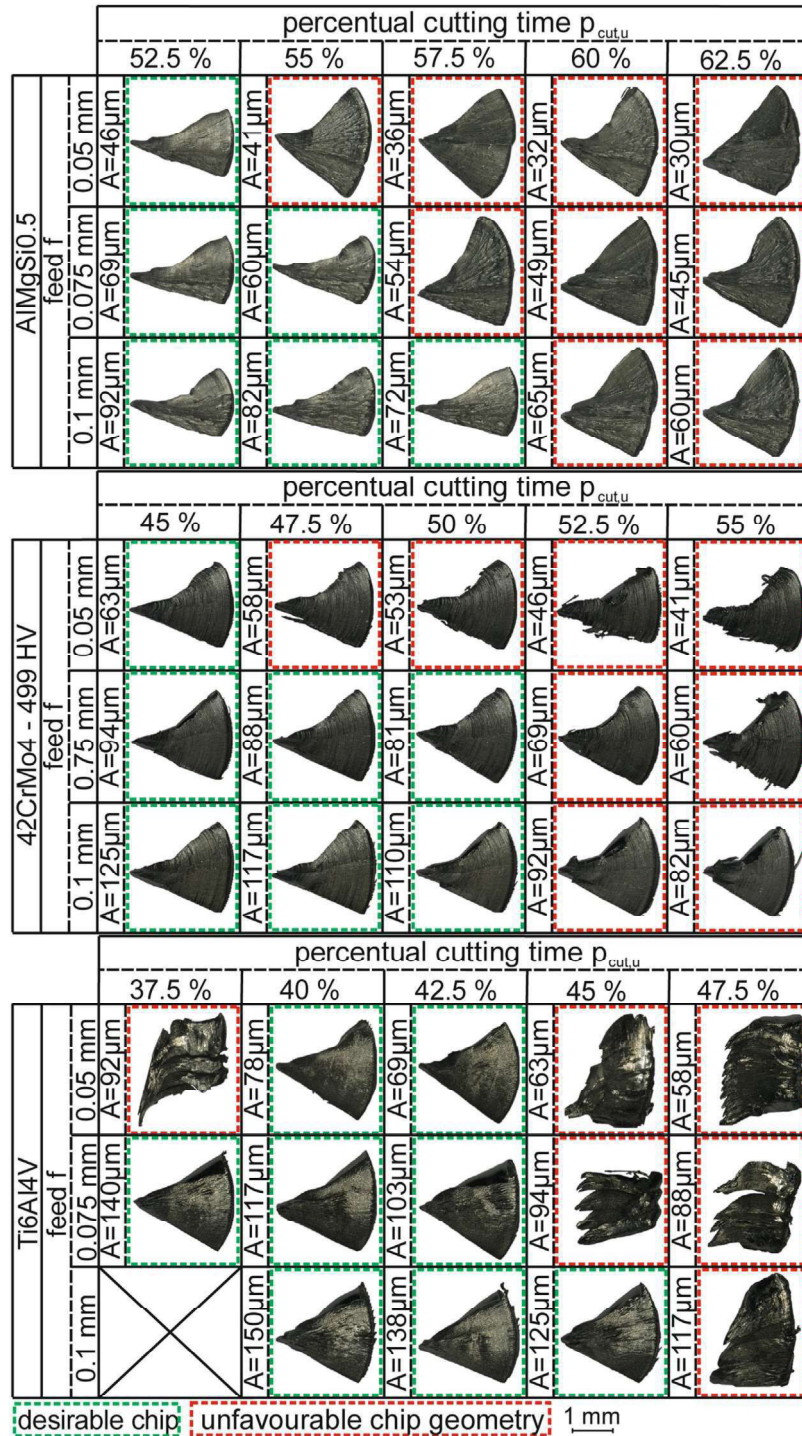 percentual cutting time pcut,u
52.5 % 55 % 57.5 % 60 % 62.5 %
AlMgSi0.5
feed f
0.05 mm A=46µm A=41µm A=36µm A=32µm A=30µm
0.075 mm A=69µm A=60µm A=54µm A=49µm A=45µm
0.1 mm A=92µm A=82µm A=72µm A=65µm A=60µm
percentual cutting time pcut,u
45 % 47.5 % 50 % 52.5 % 55 %
42CrMo4 - 499 HV
feed f
0.05 mm A=63µm A=58µm A=53µm A=46µm A=41µm
0.75 mm A=94µm A=88µm A=81µm A=69µm A=60µm
0.1 mm A=125µm A=117µm A=110µm A=92µm A=82µm
percentual cutting time pcut,u
37.5 % 40 % 42.5 % 45 % 47.5 %
Ti6Al4V
feed f
0.05 mm A=92µm A=78µm A=69µm A=63µm A=58µm
0.075 mm A=140µm A=117µm A=103µm A=94µm A=88µm
0.1 mm A=150µm A=138µm A=125µm A=117µm
desirable chip unfavourable chip geometry 1 mm